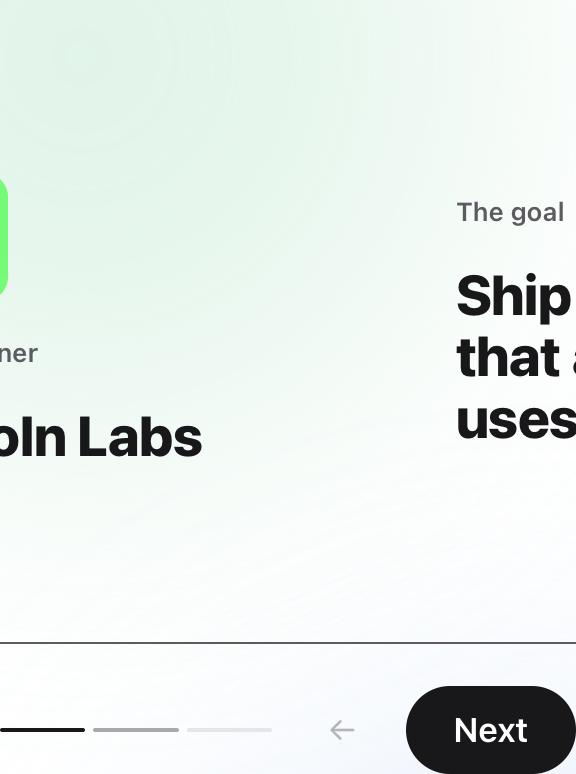 The goal
Ship
that
uses
ner
oln Labs
Next